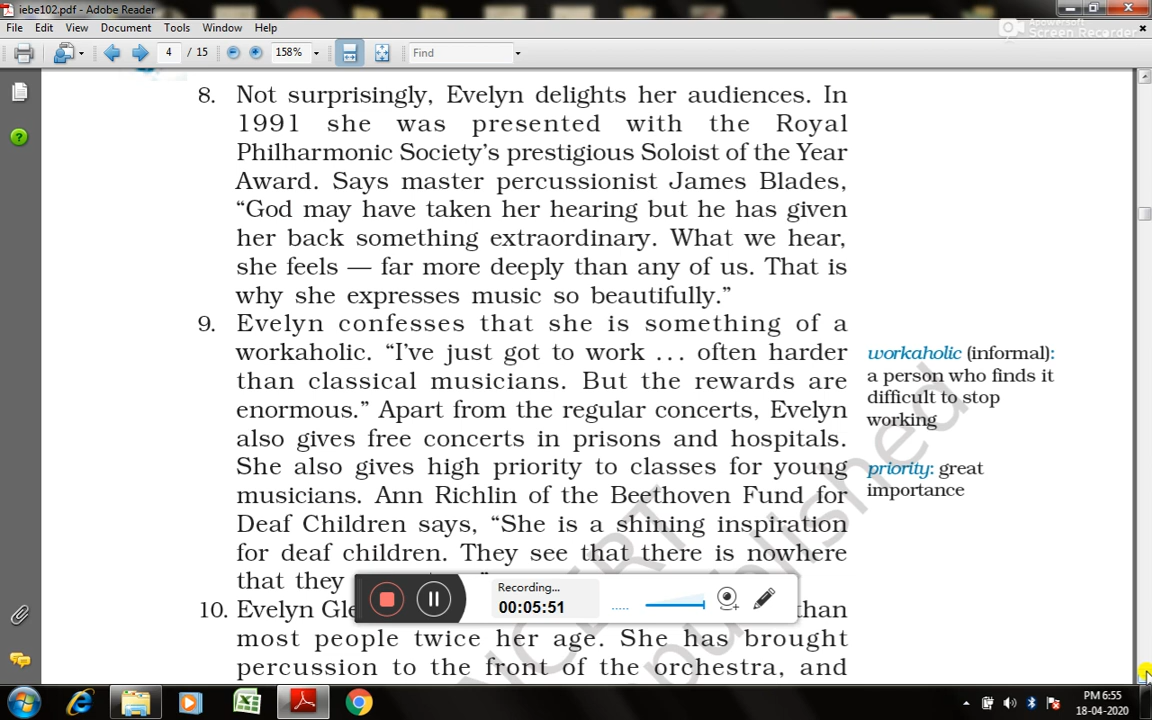 iebe102.pdf - Adobe Reader
File Edit View Document Tools Window Help
Apowersoft
Screen Recorder
4 / 15 158% Find
8. Not surprisingly, Evelyn delights her audiences. In
1991 she was presented with the Royal
Philharmonic Society's prestigious Soloist of the Year
Award. Says master percussionist James Blades,
“God may have taken her hearing but he has given
her back something extraordinary. What we hear,
she feels — far more deeply than any of us. That is
why she expresses music so beautifully.”
9. Evelyn confesses that she is something of a
workaholic. “I've just got to work ... often harder
than classical musicians. But the rewards are
enormous.” Apart from the regular concerts, Evelyn
also gives free concerts in prisons and hospitals.
She also gives high priority to classes for young
musicians. Ann Richlin of the Beethoven Fund for
Deaf Children says, “She is a shining inspiration
for deaf children. They see that there is nowhere
that they
10. Evelyn Gle than
most people twice her age. She has brought
percussion to the front of the orchestra, and
workaholic (informal):
a person who finds it
difficult to stop
working
priority: great
importance
NCERT
published
Recording...
00:05:51
PM 6:55
18-04-2020